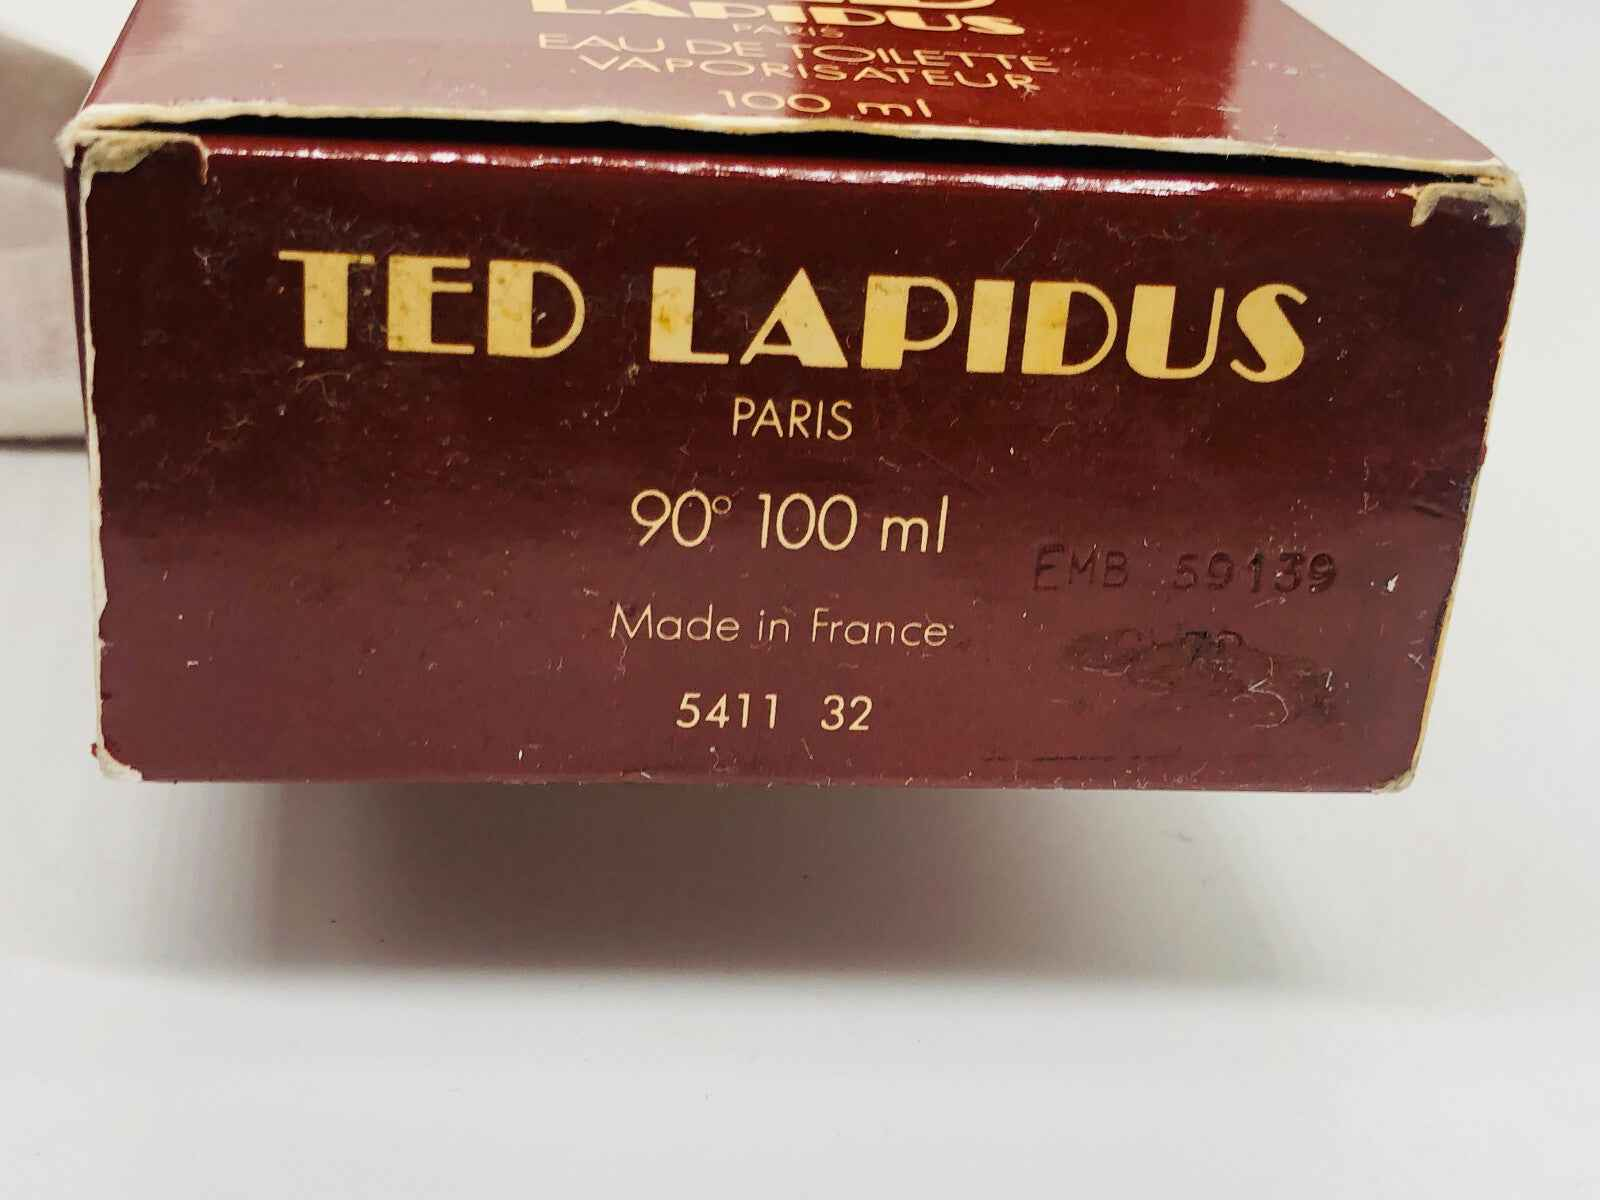 LAPIDUS
PARIS
EAU DE TOILETTE
VAPORISATEUR
100 ml
TED LAPIDUS
PARIS
90° 100 ml
EMB 59139
Made in France
5411 32